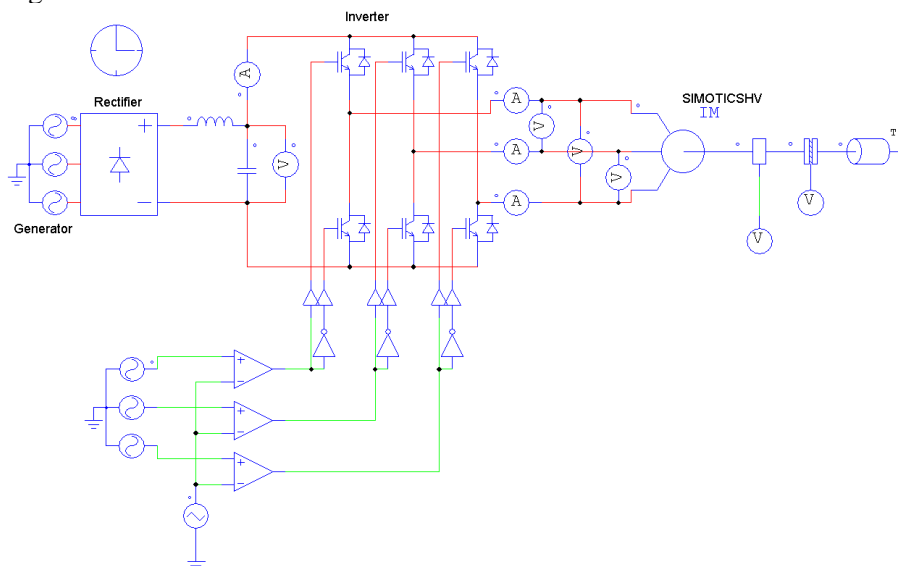 Inverter
A
Rectifier
SIMOTICSHV
IM
A
V
V
T
+
V
A
V
−
A
Generator
V
V
+
−
+
−
+
−